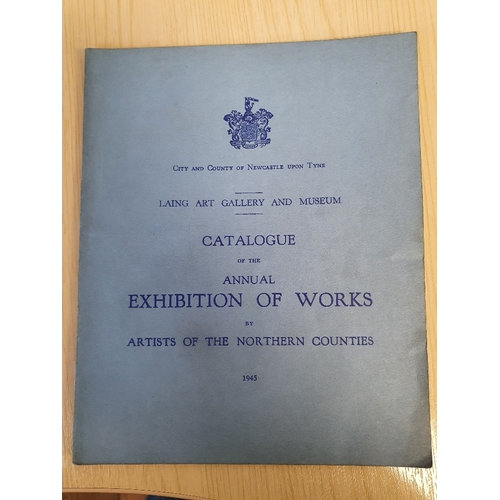 CITY AND COUNTY OF NEWCASTLE UPON TYNE
LAING ART GALLERY AND MUSEUM
CATALOGUE
OF THE
ANNUAL
EXHIBITION OF WORKS
BY
ARTISTS OF THE NORTHERN COUNTIES
1945